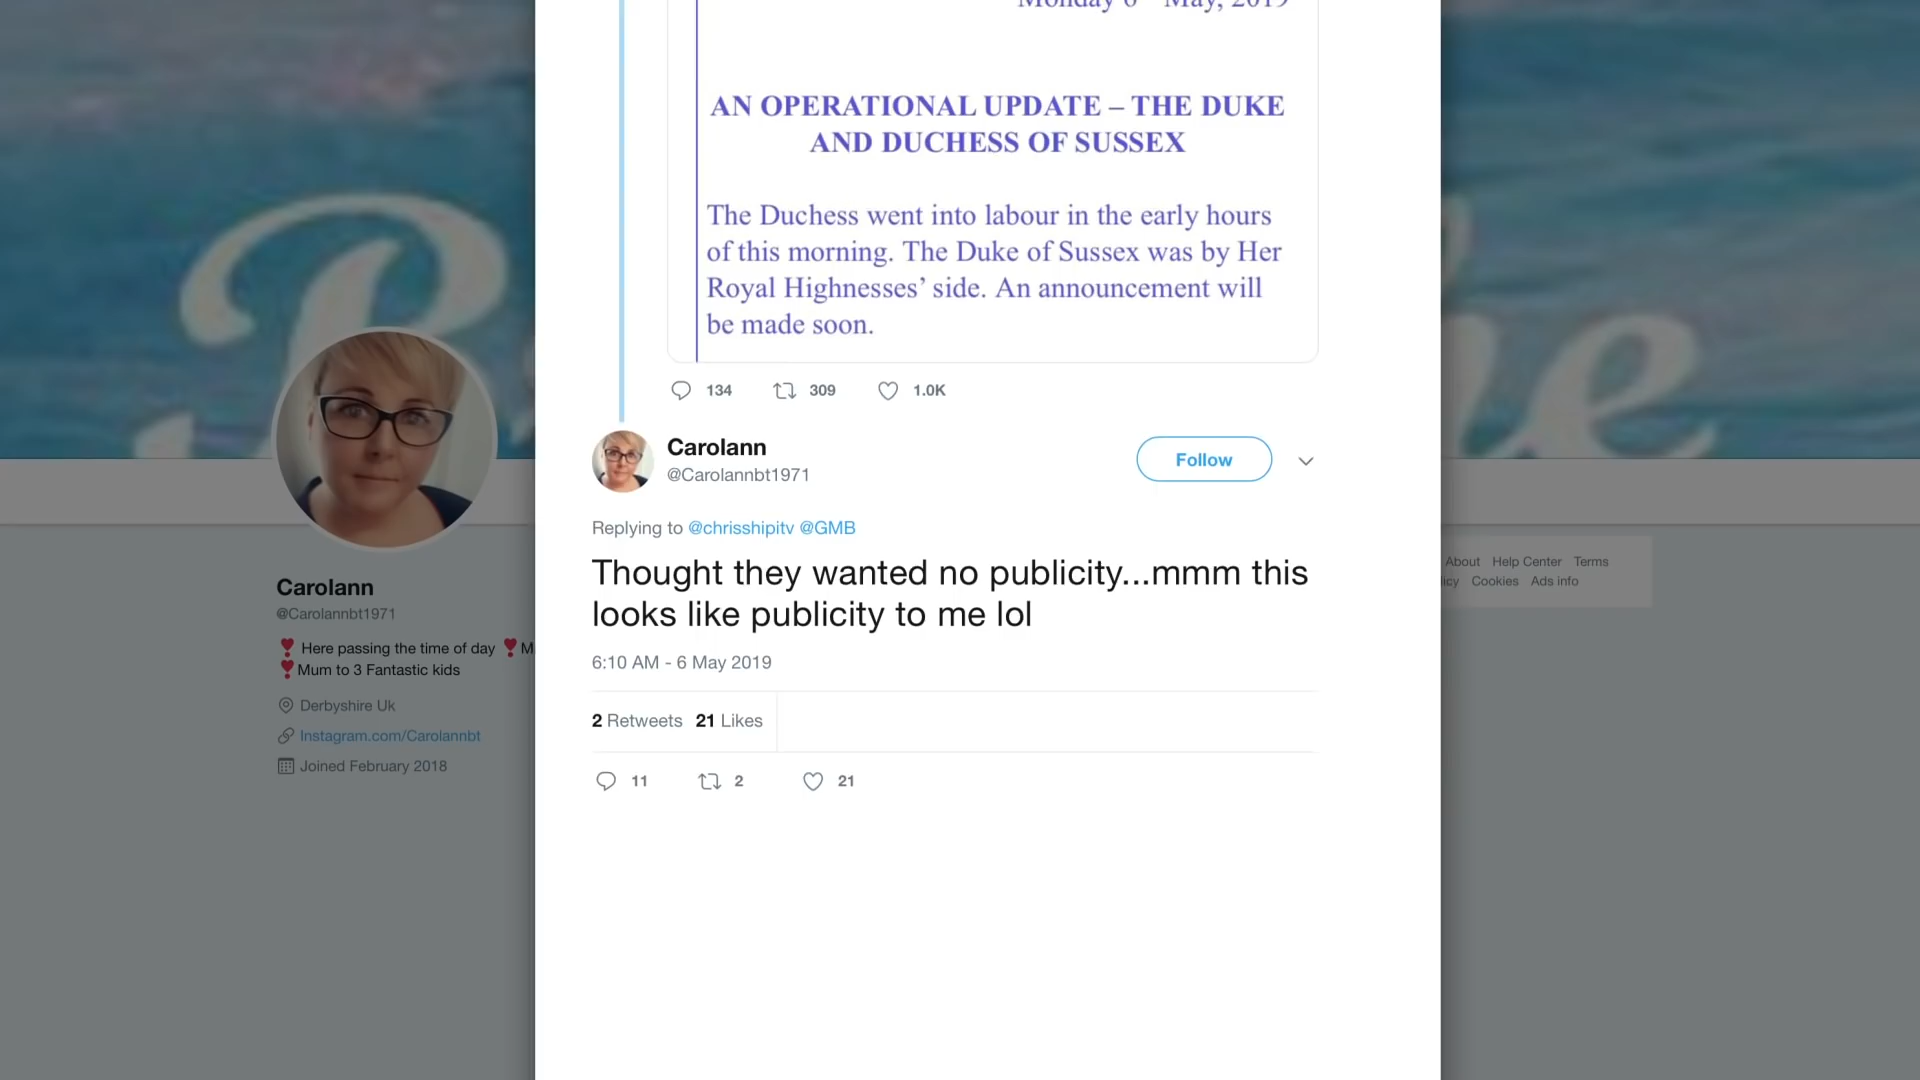 Monday 6 May, 2019
AN OPERATIONAL UPDATE – THE DUKE
AND DUCHESS OF SUSSEX
The Duchess went into labour in the early hours
of this morning. The Duke of Sussex was by Her
Royal Highnesses’ side. An announcement will
be made soon.
134 309 1.0K
Carolann
@Carolannbt1971
Follow
Replying to @chrisshipitv @GMB
Thought they wanted no publicity...mmm this
looks like publicity to me lol
6:10 AM - 6 May 2019
2 Retweets 21 Likes
11 2 21
Carolann
@Carolannbt1971
❣ Here passing the time of day ❣M
❣Mum to 3 Fantastic kids
Derbyshire Uk
Instagram.com/Carolannbt
Joined February 2018
About Help Center Terms
Cookies Ads info